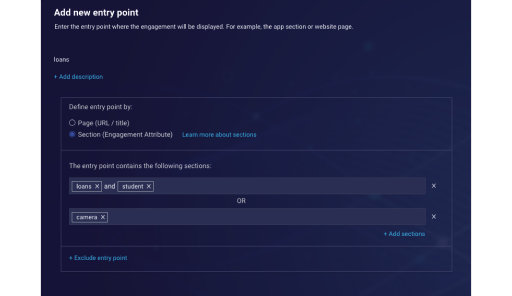 Add new entry point
Enter the entry point where the engagement will be displayed. For example, the app section or website page.
loans
+ Add description
Define entry point by:
Page (URL / title)
Section (Engagement Attribute) Learn more about sections
The entry point contains the following sections:
loans X and student X X
OR
camera X X
+ Add sections
+ Exclude entry point